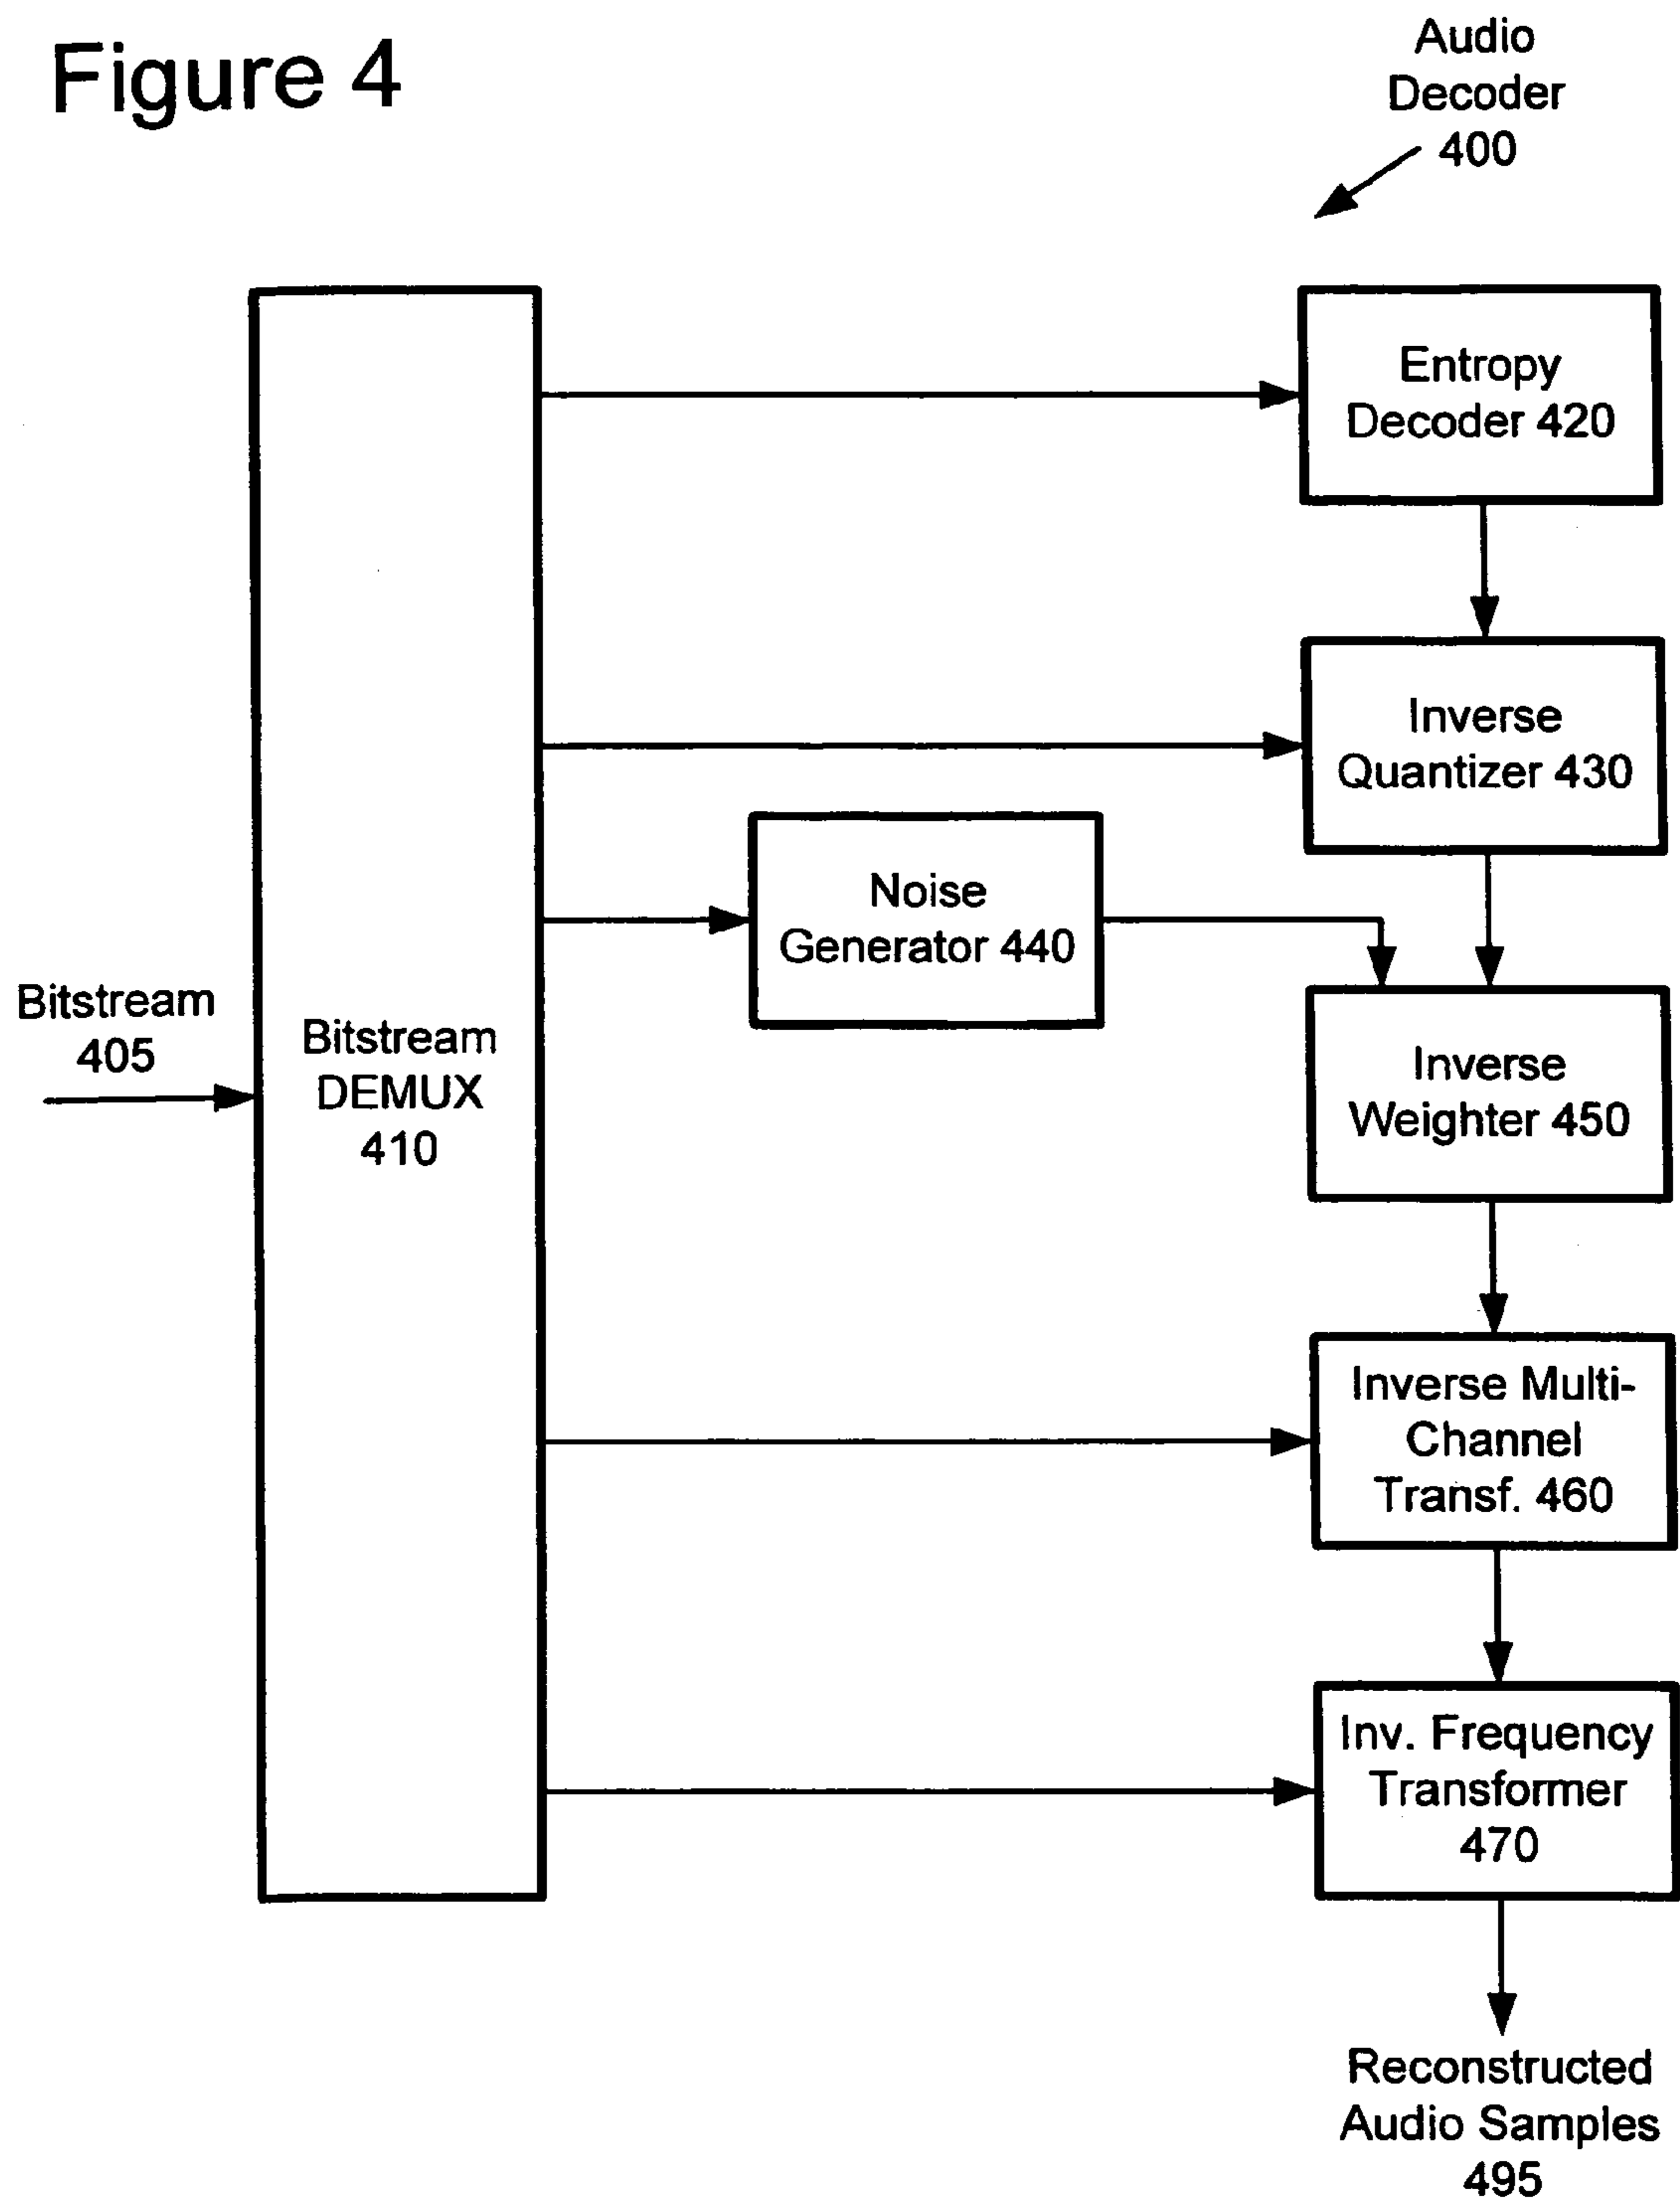 Figure 4
Audio
Decoder
400
Entropy
Decoder 420
Inverse
Quantizer 430
Noise
Generator 440
Bitstream
405
Bitstream
DEMUX
410
Inverse
Weighter 450
Inverse Multi-
Channel
Transf. 460
Inv. Frequency
Transformer
470
Reconstructed
Audio Samples
495